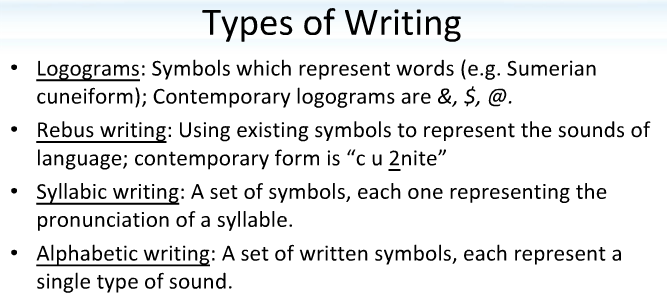 Types of Writing
• Logograms: Symbols which represent words (e.g. Sumerian
cuneiform); Contemporary logograms are &, $, @.
• Rebus writing: Using existing symbols to represent the sounds of
language; contemporary form is “c u 2nite”
• Syllabic writing: A set of symbols, each one representing the
pronunciation of a syllable.
• Alphabetic writing: A set of written symbols, each represent a
single type of sound.